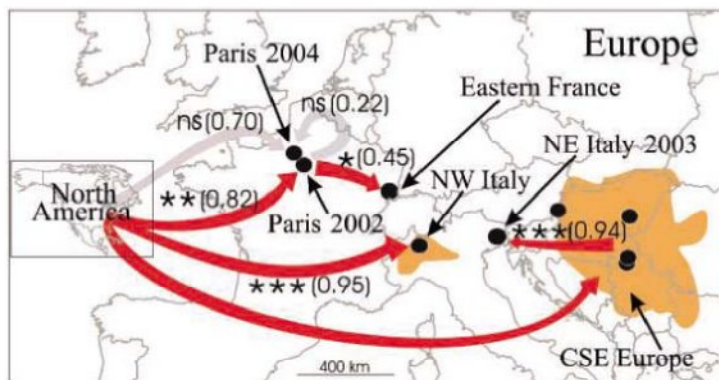 Europe
Paris 2004
ns(0.22)
Eastern France
ns(0.70)
NE Italy 2003
*(0.45)
NW Italy
North
America
**(0.82)
Paris 2002
***(0.94)
***(0.95)
CSE Europe
400 km